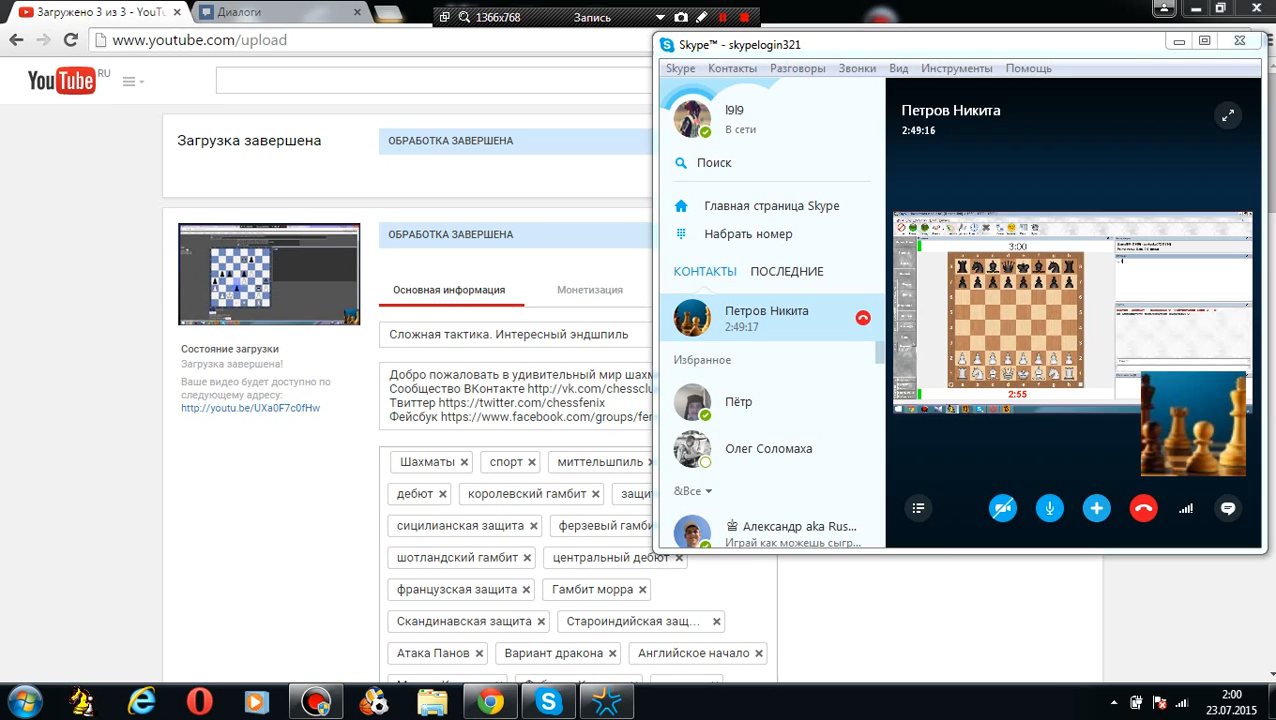 Загружено 3 из 3 - YouTu
Диалоги
1366x768
Запись
www.youtube.com/upload
YouTube RU
Загрузка завершена
ОБРАБОТКА ЗАВЕРШЕНА
ОБРАБОТКА ЗАВЕРШЕНА
Основная информация
Монетизация
Сложная тактика. Интересный эндшпиль
Состояние загрузки
Загрузка завершена!
Ваше видео будет доступно по
следующему адресу:
http://youtu.be/UXa0F7c0fHw
Добро пожаловать в удивительный мир шахм
Сообщество ВКонтакте http://vk.com/chessclu
Твиттер https://twitter.com/chessfenix
Фейсбук https://www.facebook.com/groups/fer
Шахматы
спорт
миттельшпиль
дебют
королевский гамбит
защи
сицилианская защита
ферзевый гамби
шотландский гамбит
центральный дебют
французская защита
Гамбит морра
Скандинавская защита
Староиндийская защ...
Атака Панов
Вариант дракона
Английское начало
Skype™ - skypelogin321
Skype Контакты Разговоры Звонки Вид Инструменты Помощь
l9l9
В сети
Поиск
Главная страница Skype
Набрать номер
КОНТАКТЫ ПОСЛЕДНИЕ
Петров Никита
2:49:17
Избранное
Пётр
Олег Соломаха
&Все
Александр aka Rus...
Играй как можешь сыгр...
Петров Никита
2:49:16
3:00
2:55
2:00
23.07.2015